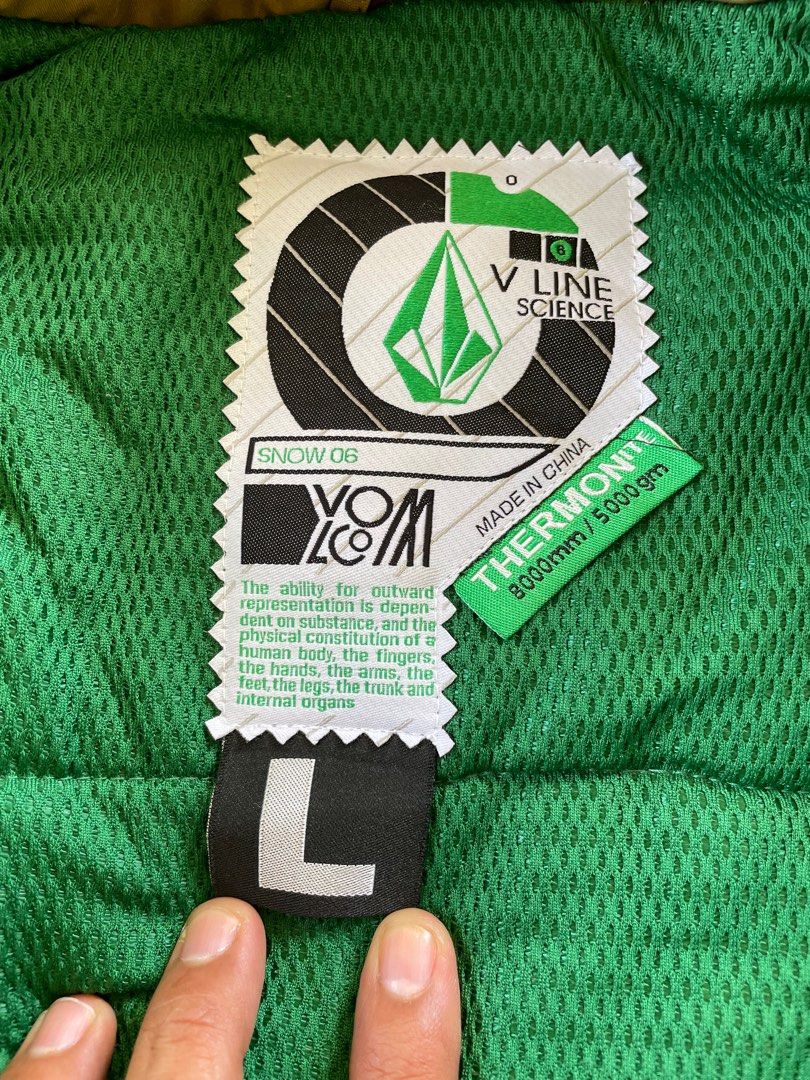 O
8
V LINE
SCIENCE
SNOW 06
MADE IN CHINA
THERMONITE
8000mm / 5000gm
VOLCOM
The ability for outward
representation is depen-
dent on substance, and the
physical constitution of a
human body, the fingers,
the hands, the arms, the
feet, the legs, the trunk and
internal organs
L